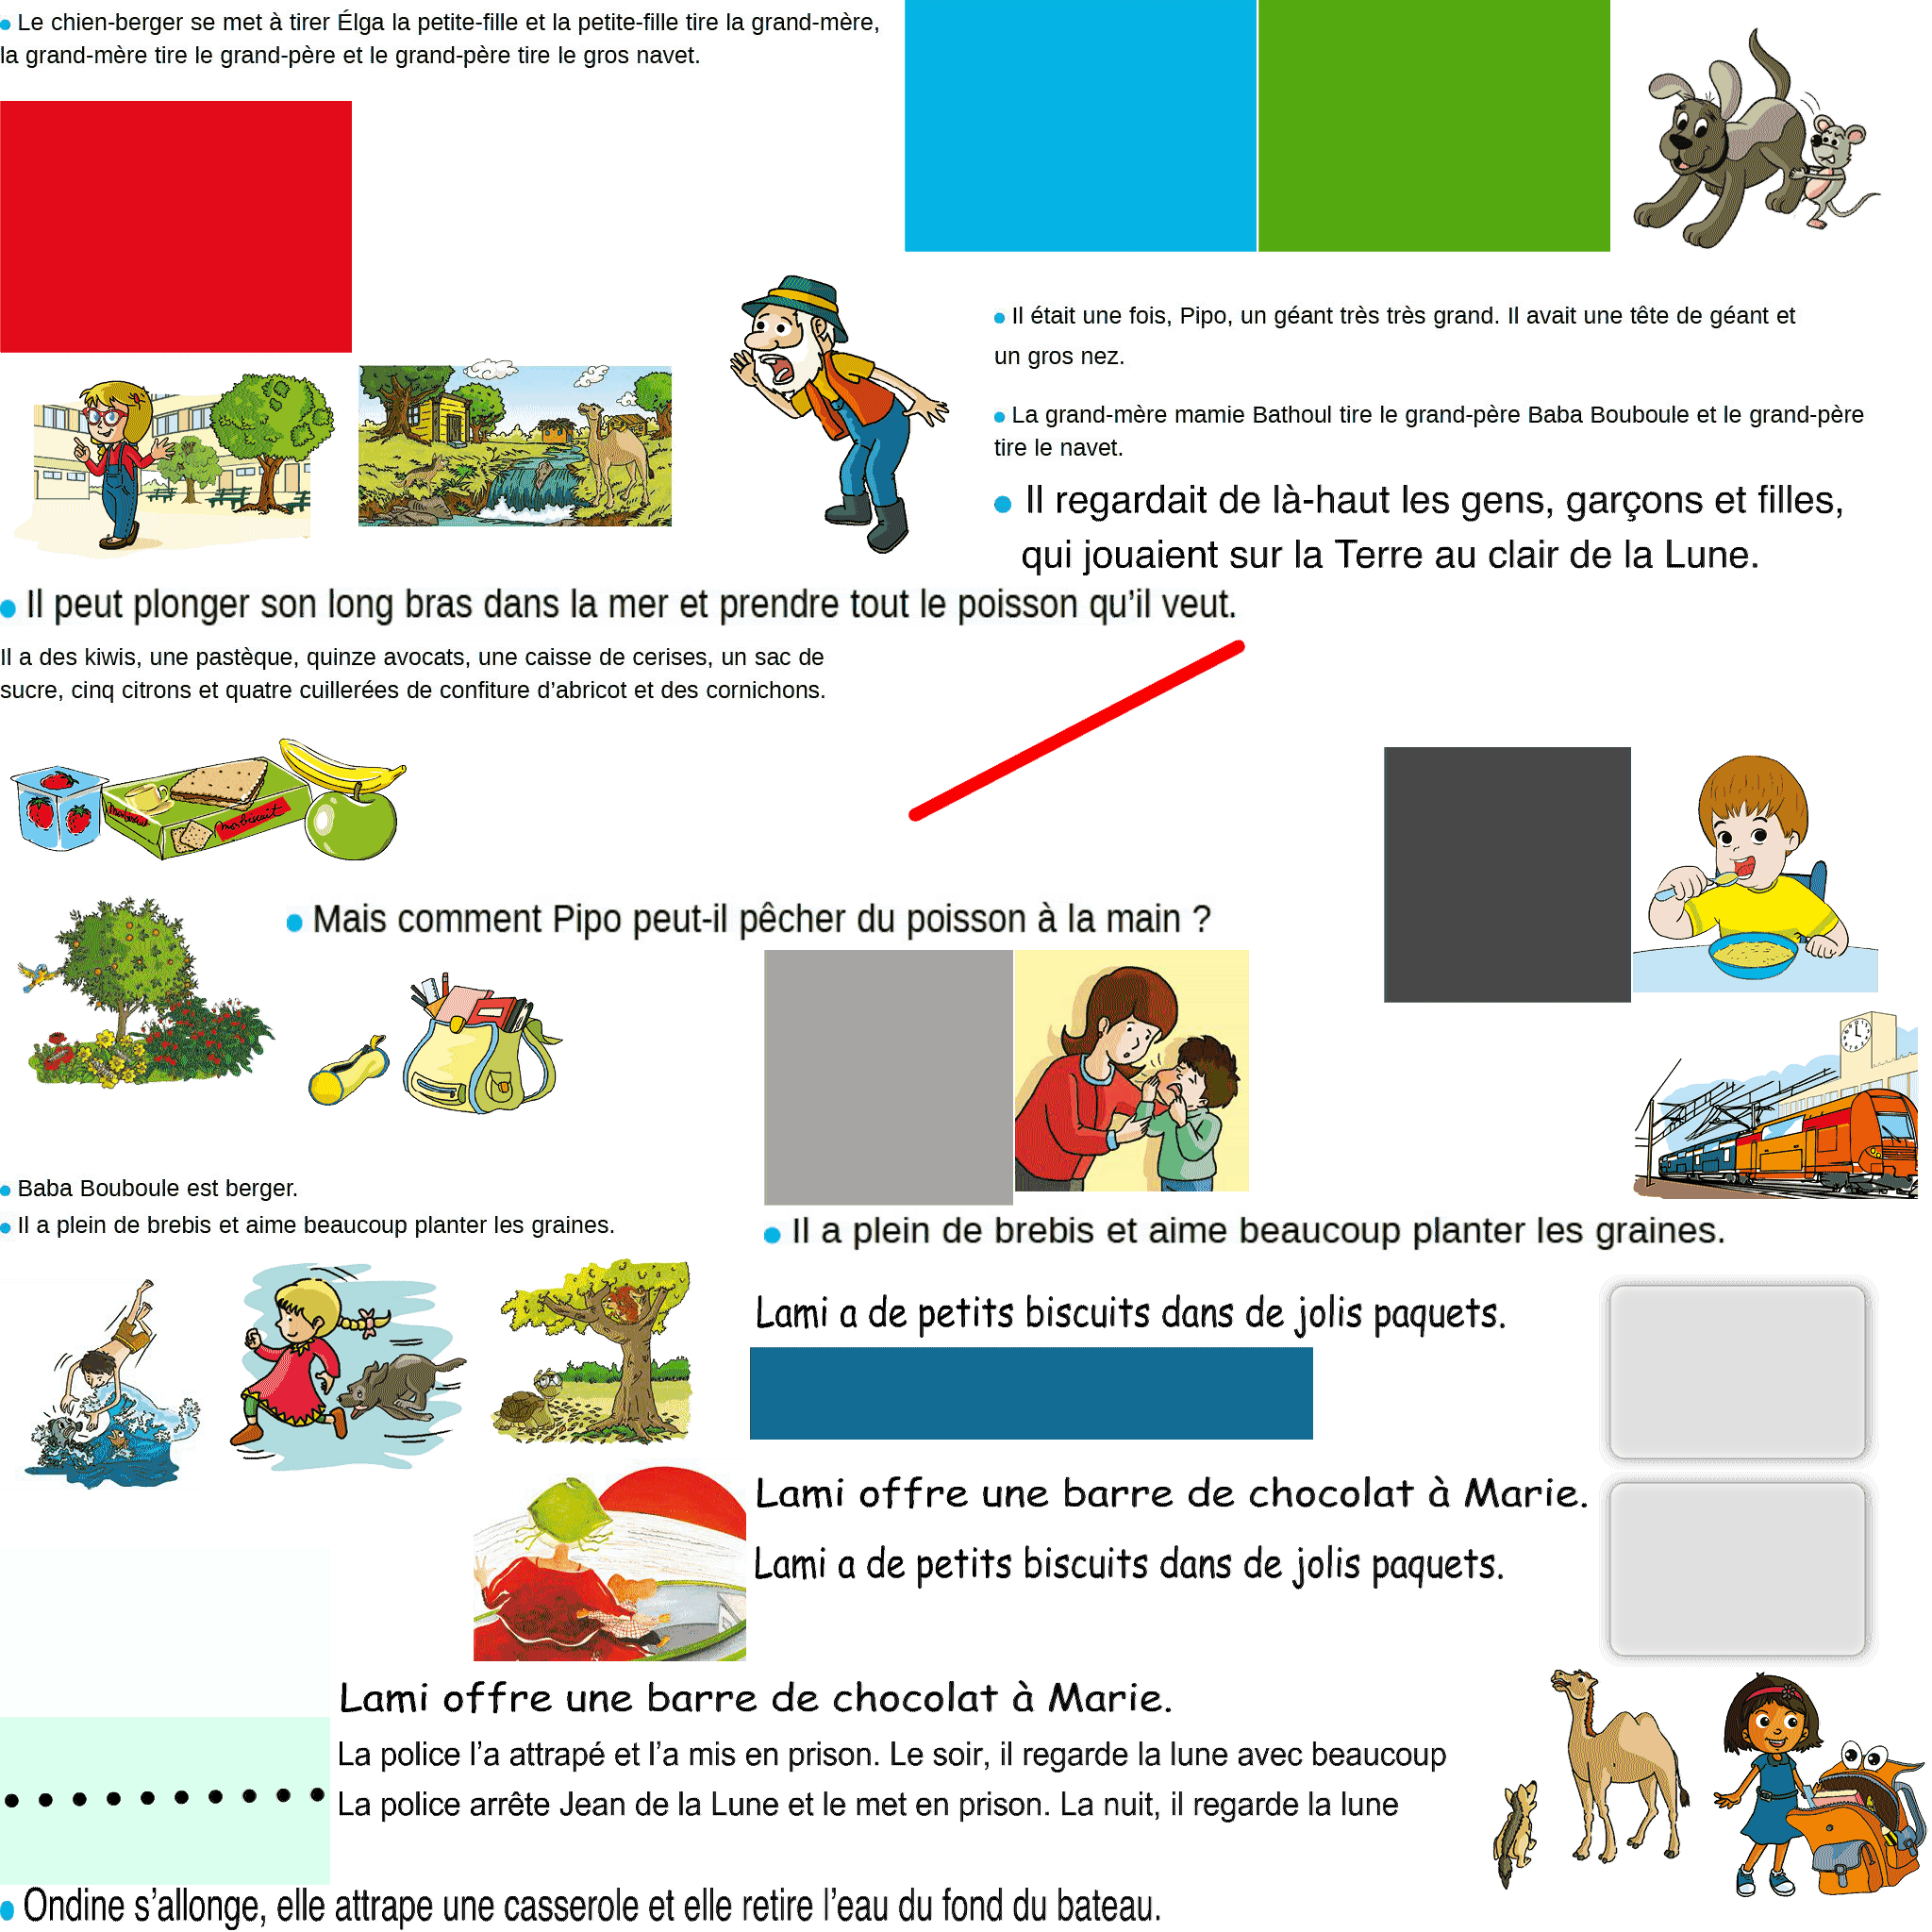 Le chien-berger se met à tirer Élga la petite-fille et la petite-fille tire la grand-mère,
la grand-mère tire le grand-père et le grand-père tire le gros navet.
Il était une fois, Pipo, un géant très très grand. Il avait une tête de géant et
un gros nez.
La grand-mère mamie Bathoul tire le grand-père Baba Bouboule et le grand-père
tire le navet.
Il regardait de là-haut les gens, garçons et filles,
qui jouaient sur la Terre au clair de la Lune.
Il peut plonger son long bras dans la mer et prendre tout le poisson qu’il veut.
Il a des kiwis, une pastèque, quinze avocats, une caisse de cerises, un sac de
sucre, cinq citrons et quatre cuillerées de confiture d’abricot et des cornichons.
Mon biscuit
Mon biscuit
Mais comment Pipo peut-il pêcher du poisson à la main ?
Baba Bouboule est berger.
Il a plein de brebis et aime beaucoup planter les graines.
Il a plein de brebis et aime beaucoup planter les graines.
Lami a de petits biscuits dans de jolis paquets.
Lami offre une barre de chocolat à Marie.
Lami a de petits biscuits dans de jolis paquets.
Lami offre une barre de chocolat à Marie.
La police l’a attrapé et l’a mis en prison. Le soir, il regarde la lune avec beaucoup
La police arrête Jean de la Lune et le met en prison. La nuit, il regarde la lune
Ondine s’allonge, elle attrape une casserole et elle retire l’eau du fond du bateau.